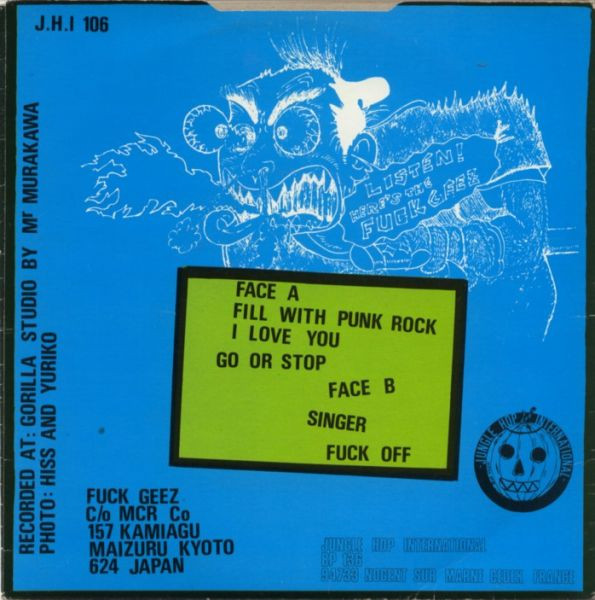 J.H.I 106
LISTEN!
HERE'S THE
FUCK GEEZ
RECORDED AT: GORILLA STUDIO BY Mr MURAKAWA
PHOTO: HISS AND YURIKO
FACE A
FILL WITH PUNK ROCK
I LOVE YOU
GO OR STOP
FACE B
SINGER
FUCK OFF
JUNGLE HOP INTERNATIONAL
FUCK GEEZ
C/o MCR Co
157 KAMIAGU
MAIZURU KYOTO
624 JAPAN
JUNGLE HOP INTERNATIONAL
BP 136
94733 NOGENT SUR MARNE CEDEX FRANCE